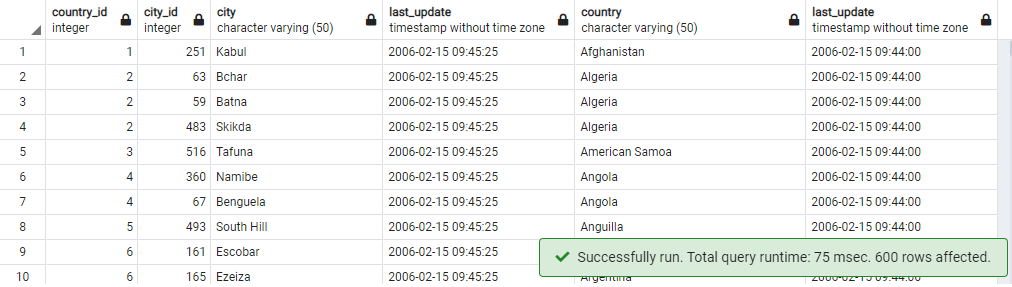 country_id city_id city last_update country last_update
integer integer character varying (50) timestamp without time zone character varying (50) timestamp without time zone
1 1 251 Kabul 2006-02-15 09:45:25 Afghanistan 2006-02-15 09:44:00
2 2 63 Bchar 2006-02-15 09:45:25 Algeria 2006-02-15 09:44:00
3 2 59 Batna 2006-02-15 09:45:25 Algeria 2006-02-15 09:44:00
4 2 483 Skikda 2006-02-15 09:45:25 Algeria 2006-02-15 09:44:00
5 3 516 Tafuna 2006-02-15 09:45:25 American Samoa 2006-02-15 09:44:00
6 4 360 Namibe 2006-02-15 09:45:25 Angola 2006-02-15 09:44:00
7 4 67 Benguela 2006-02-15 09:45:25 Angola 2006-02-15 09:44:00
8 5 493 South Hill 2006-02-15 09:45:25 Anguilla 2006-02-15 09:44:00
9 6 161 Escobar 2006-02-15 09:45:25
10 6 165 Ezeiza 2006-02-15 09:45:25 Argentina 2006-02-15 09:44:00
Successfully run. Total query runtime: 75 msec. 600 rows affected.